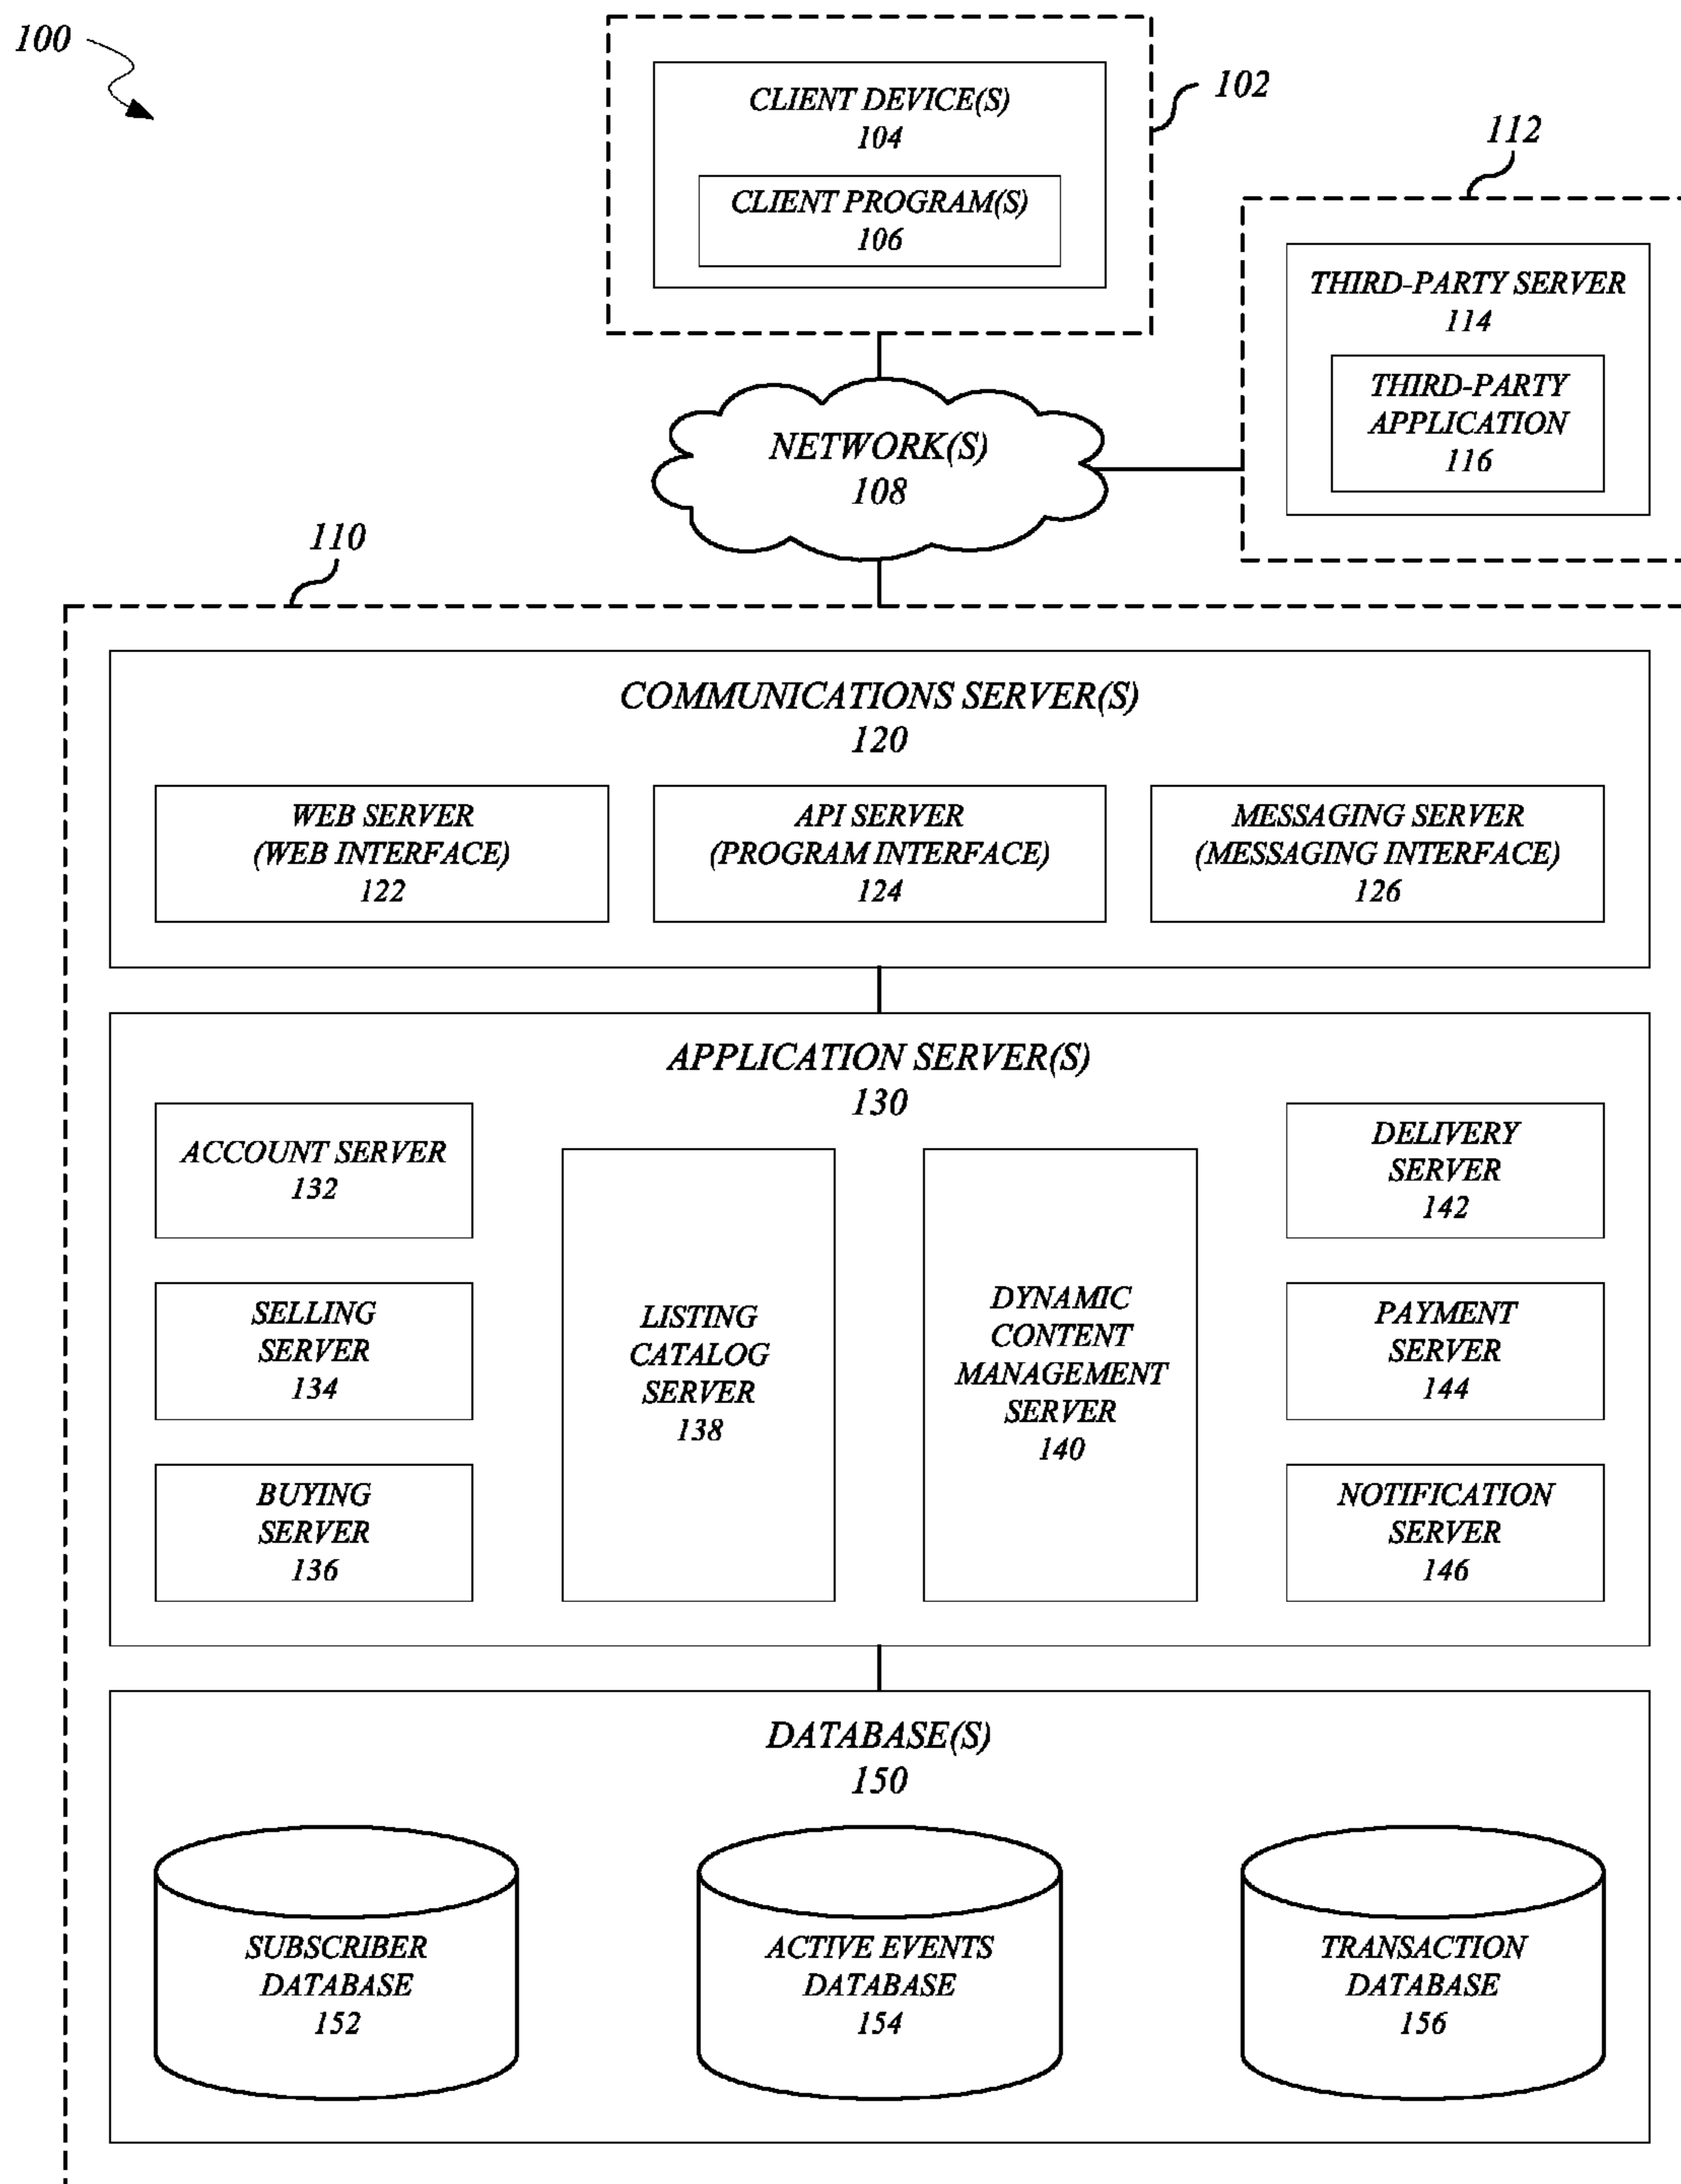 100
102
CLIENT DEVICE(S)
104
CLIENT PROGRAM(S)
106
112
THIRD-PARTY SERVER
114
THIRD-PARTY
APPLICATION
116
NETWORK(S)
108
110
COMMUNICATIONS SERVER(S)
120
WEB SERVER
(WEB INTERFACE)
122
API SERVER
(PROGRAM INTERFACE)
124
MESSAGING SERVER
(MESSAGING INTERFACE)
126
APPLICATION SERVER(S)
130
ACCOUNT SERVER
132
SELLING
SERVER
134
BUYING
SERVER
136
LISTING
CATALOG
SERVER
138
DYNAMIC
CONTENT
MANAGEMENT
SERVER
140
DELIVERY
SERVER
142
PAYMENT
SERVER
144
NOTIFICATION
SERVER
146
DATABASE(S)
150
SUBSCRIBER
DATABASE
152
ACTIVE EVENTS
DATABASE
154
TRANSACTION
DATABASE
156